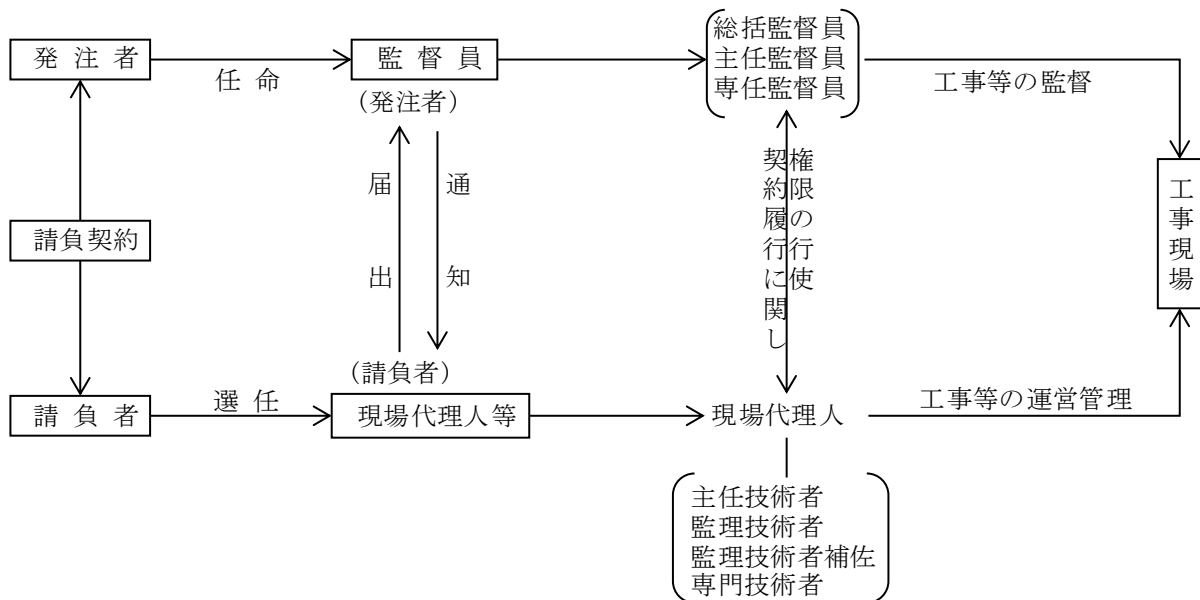 総括監督員
主任監督員
専任監督員
発注者
任命
監督員
(発注者)
工事等の監督
届出
通知
契約履行に関し
権限の行使
工事現場
請負契約
(請負者)
請負者
選任
現場代理人等
現場代理人
工事等の運営管理
主任技術者
監理技術者
監理技術者補佐
専門技術者